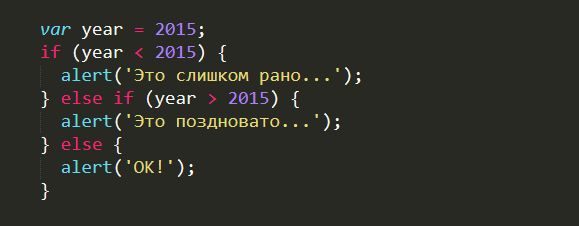 var year = 2015;
if (year < 2015) {
  alert('Это слишком рано...');
} else if (year > 2015) {
  alert('Это поздновато...');
} else {
  alert('OK!');
}